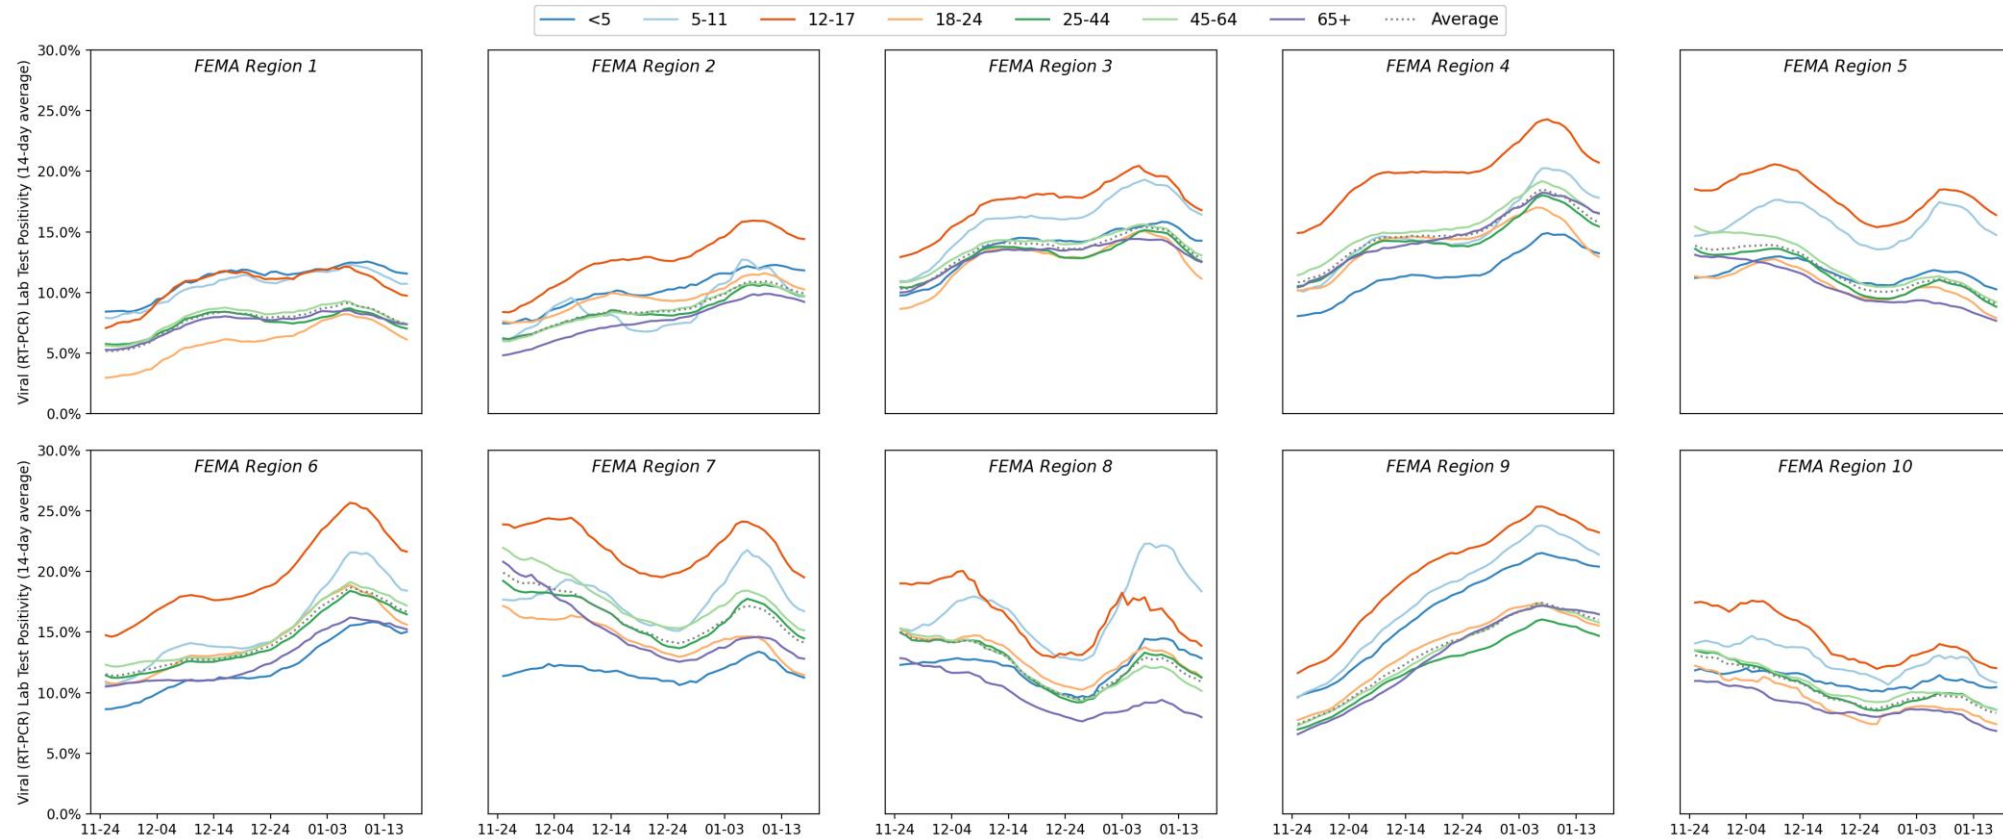 <5 5-11 12-17 18-24 25-44 45-64 65+ Average
Viral (RT-PCR) Lab Test Positivity (14-day average)
30.0%
25.0%
20.0%
15.0%
10.0%
5.0%
0.0%
FEMA Region 1
FEMA Region 2
FEMA Region 3
FEMA Region 4
FEMA Region 5
Viral (RT-PCR) Lab Test Positivity (14-day average)
30.0%
25.0%
20.0%
15.0%
10.0%
5.0%
0.0%
FEMA Region 6
11-24 12-04 12-14 12-24 01-03 01-13
FEMA Region 7
11-24 12-04 12-14 12-24 01-03 01-13
FEMA Region 8
11-24 12-04 12-14 12-24 01-03 01-13
FEMA Region 9
11-24 12-04 12-14 12-24 01-03 01-13
FEMA Region 10
11-24 12-04 12-14 12-24 01-03 01-13